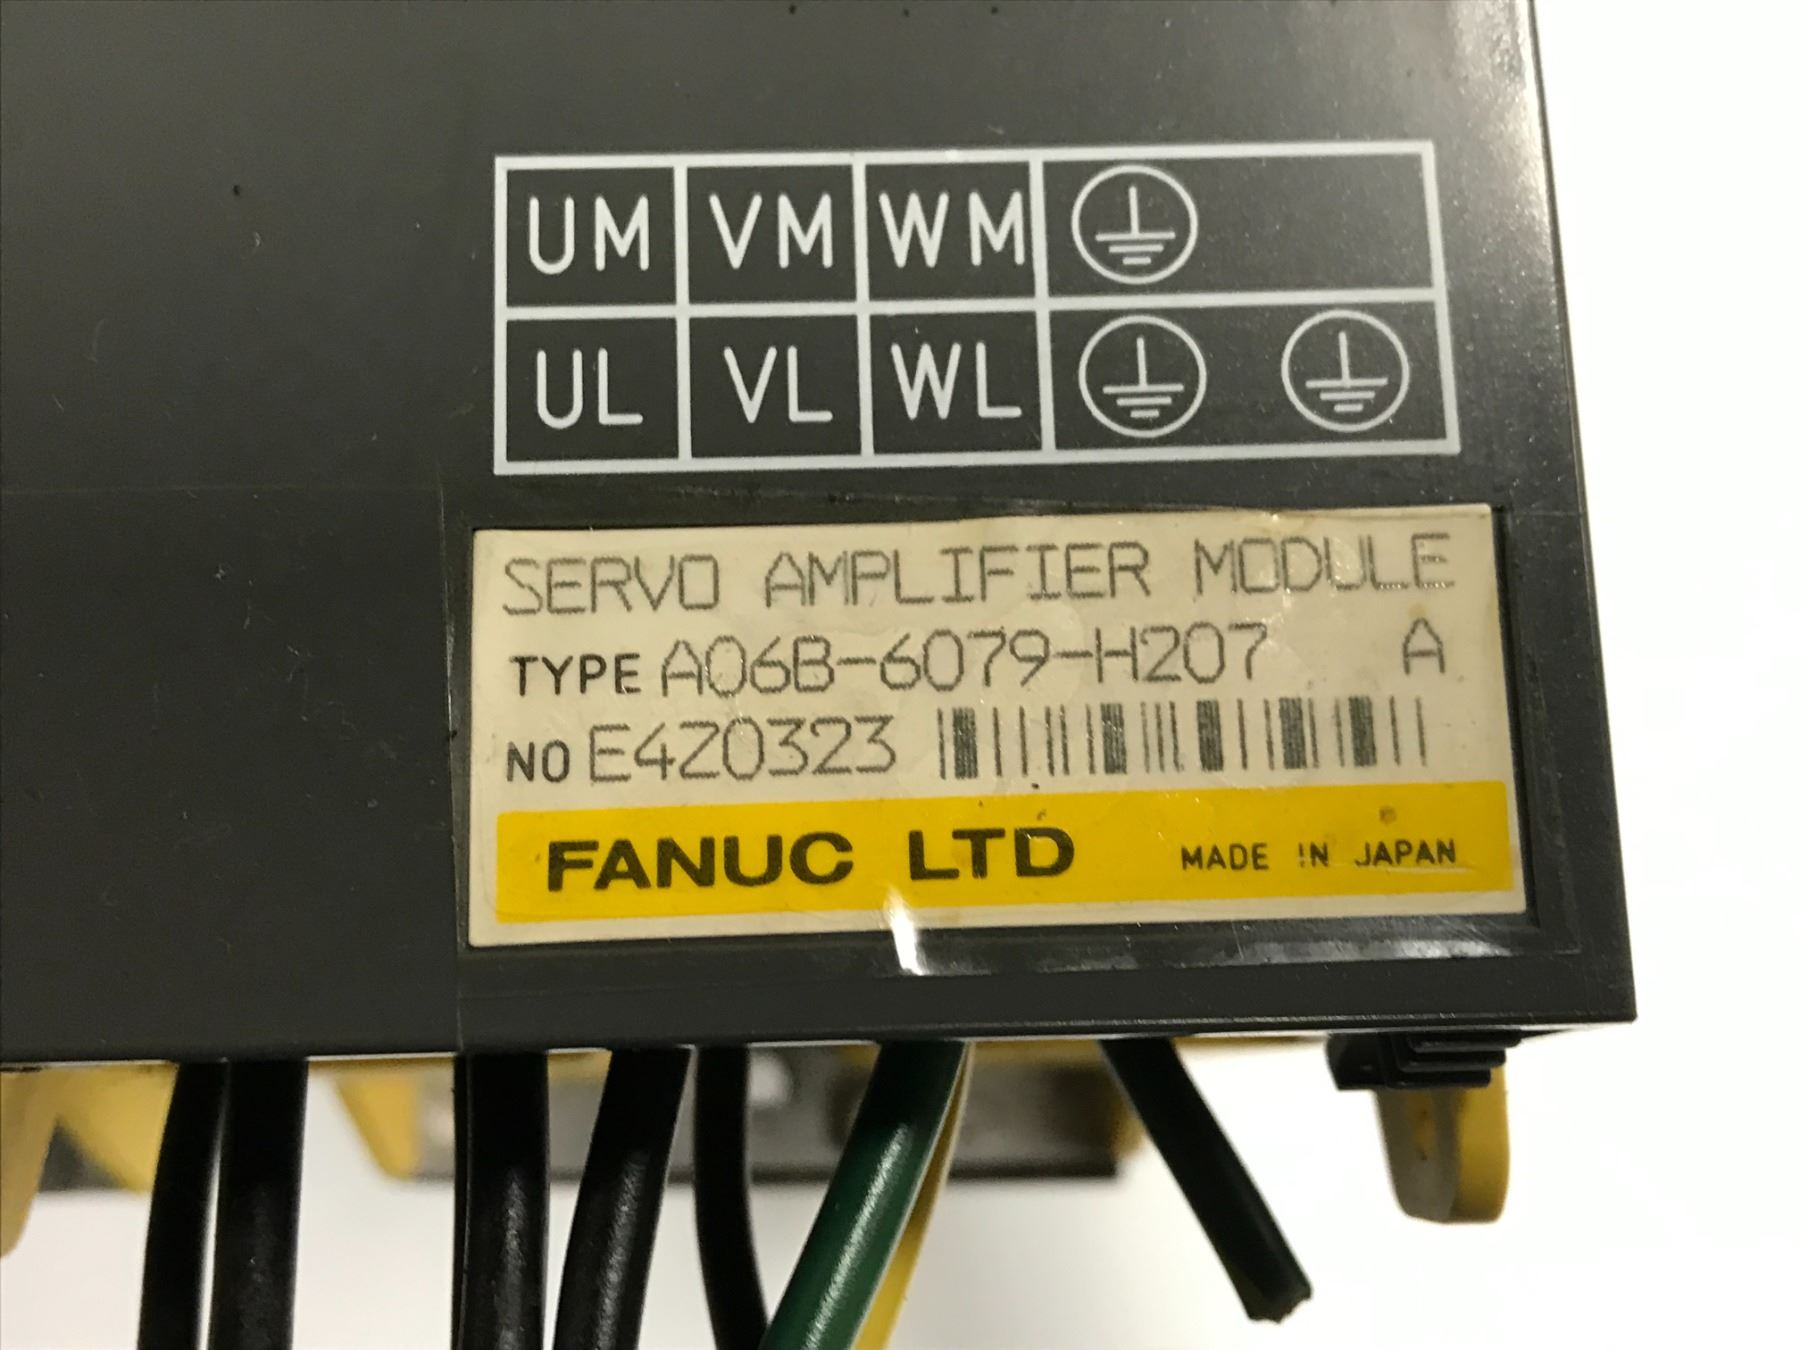 UM VM WM
UL VL WL
SERVO AMPLIFIER MODULE
TYPE A06B-6079-H207 A
NO E4Z0323
FANUC LTD MADE IN JAPAN